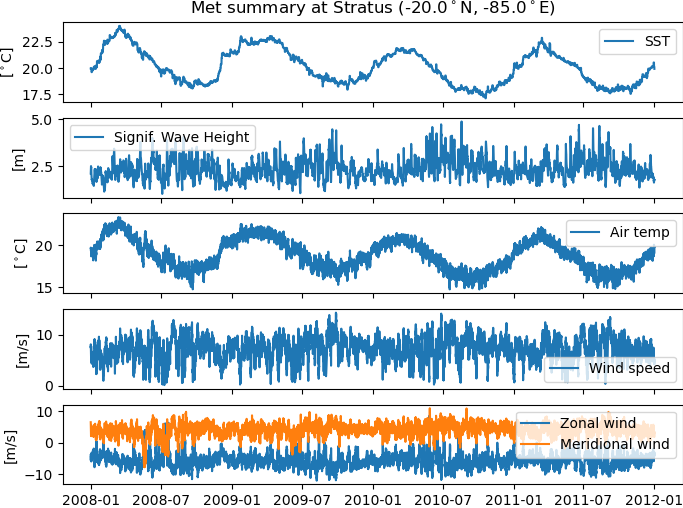 Met summary at Stratus (-20.0°N, -85.0°E)
[°C]
22.5
20.0
17.5
SST
[m]
5.0
2.5
Signif. Wave Height
[°C]
20
15
Air temp
[m/s]
10
0
Wind speed
[m/s]
10
0
−10
Zonal wind
Meridional wind
2008-01 2008-07 2009-01 2009-07 2010-01 2010-07 2011-01 2011-07 2012-01